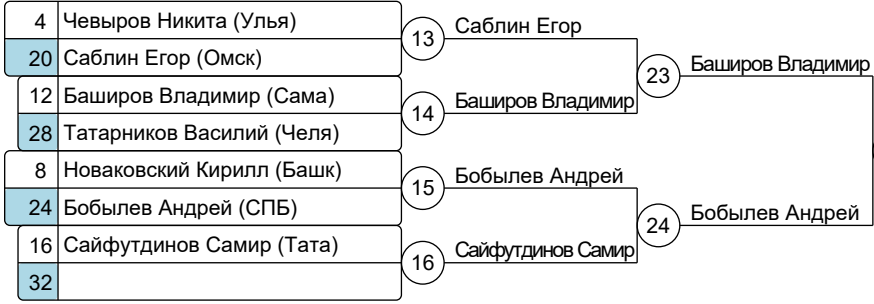 4 Чевыров Никита (Улья)
13 Саблин Егор
20 Саблин Егор (Омск)
23 Баширов Владимир
12 Баширов Владимир (Сама)
14 Баширов Владимир
28 Татарников Василий (Челя)
8 Новаковский Кирилл (Башк)
15 Бобылев Андрей
24 Бобылев Андрей (СПБ)
24 Бобылев Андрей
16 Сайфутдинов Самир (Тата)
16 Сайфутдинов Самир
32